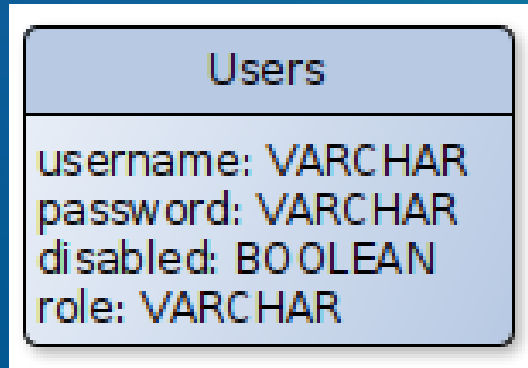 Users
username: VARCHAR
password: VARCHAR
disabled: BOOLEAN
role: VARCHAR